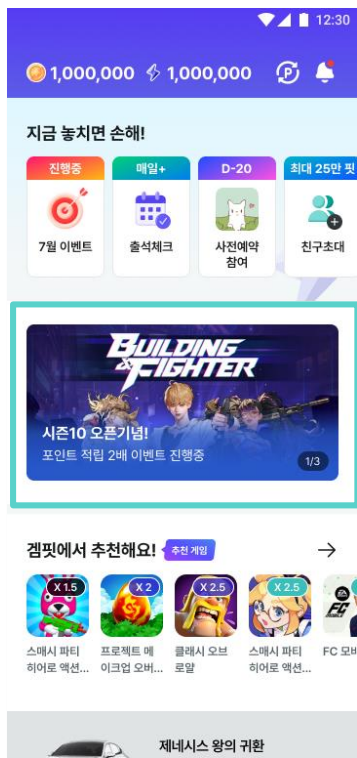 12:30
1,000,000 1,000,000 P
지금 놓치면 손해!
진행중 매일+ D-20 최대 25만 핏
7월 이벤트 출석체크 사전예약 친구초대
참여
BUILDING
& FIGHTER
시즌10 오픈기념!
포인트 적립 2배 이벤트 진행중
1/3
겜핏에서 추천해요! 추천 게임
X 1.5 X 2 X 2.5 X 2.5
EA
FC
스매시 파티 프로젝트 메 클래시 오브 스매시 파티 FC 모바
히어로 액션... 이크업 오버... 로얄 히어로 액션...
제네시스 왕의 귀환